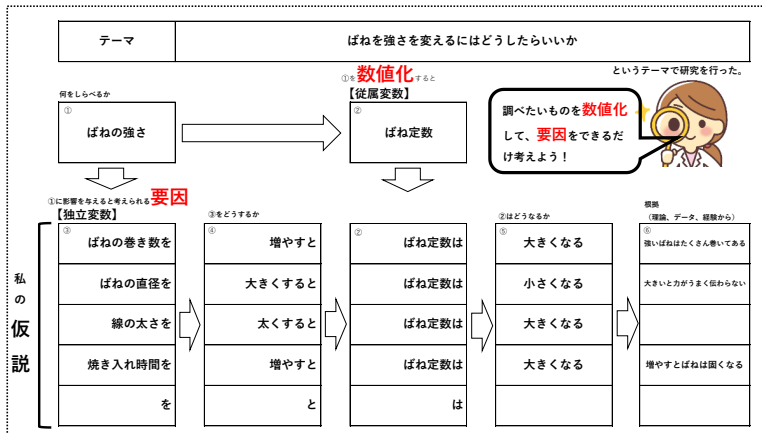 テーマ ばねを強さを変えるにはどうしたらいいか
というテーマで研究を行った。
何をしらべるか
①を数値化すると
【従属変数】
① ばねの強さ
② ばね定数
調べたいものを数値化
して、要因をできるだ
け考えよう!
①に影響を与えると考えられる要因
【独立変数】
③をどうするか
②はどうなるか
根拠
(理論、データ、経験から)
私の仮説
③ ばねの巻き数を ④ 増やすと ② ばね定数は ⑤ 大きくなる ⑥ 強いばねはたくさん巻いてある
ばねの直径を 大きくすると ばね定数は 小さくなる 大きいと力がうまく伝わらない
線の太さを 太くすると ばね定数は 大きくなる
焼き入れ時間を 増やすと ばね定数は 大きくなる 増やすとばねは固くなる
を と は